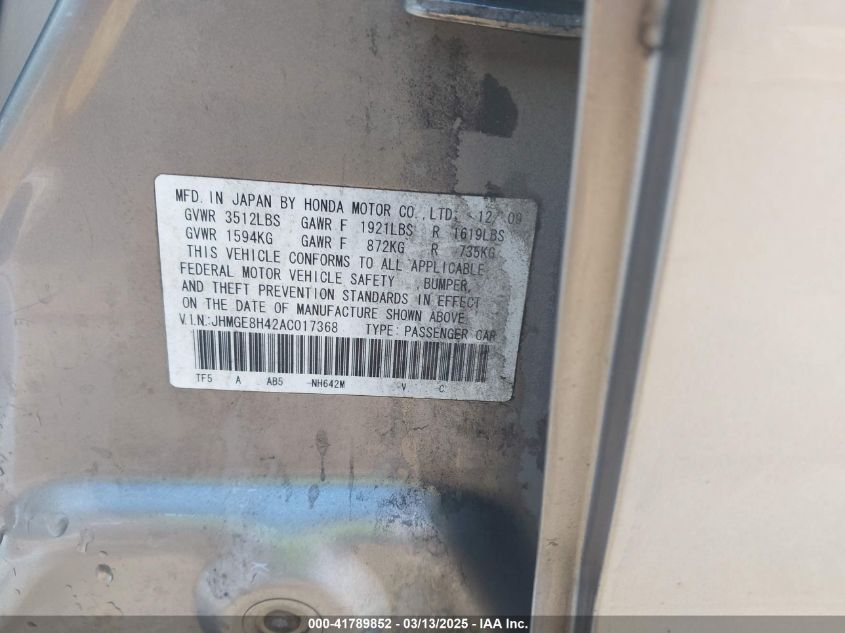 MFD. IN JAPAN BY HONDA MOTOR CO., LTD. 12/09
GVWR 3512LBS GAWR F 1921LBS R 1619LBS
GVWR 1594KG GAWR F 872KG R 735KG
THIS VEHICLE CONFORMS TO ALL APPLICABLE
FEDERAL MOTOR VEHICLE SAFETY ,BUMPER,
AND THEFT PREVENTION STANDARDS IN EFFECT
ON THE DATE OF MANUFACTURE SHOWN ABOVE.
V.I.N:JHMGE8H42AC017368 TYPE: PASSENGER CAR
TF5 A AB5 NH642M V C
000-41789852 — 03/13/2025 — IAA, Inc.